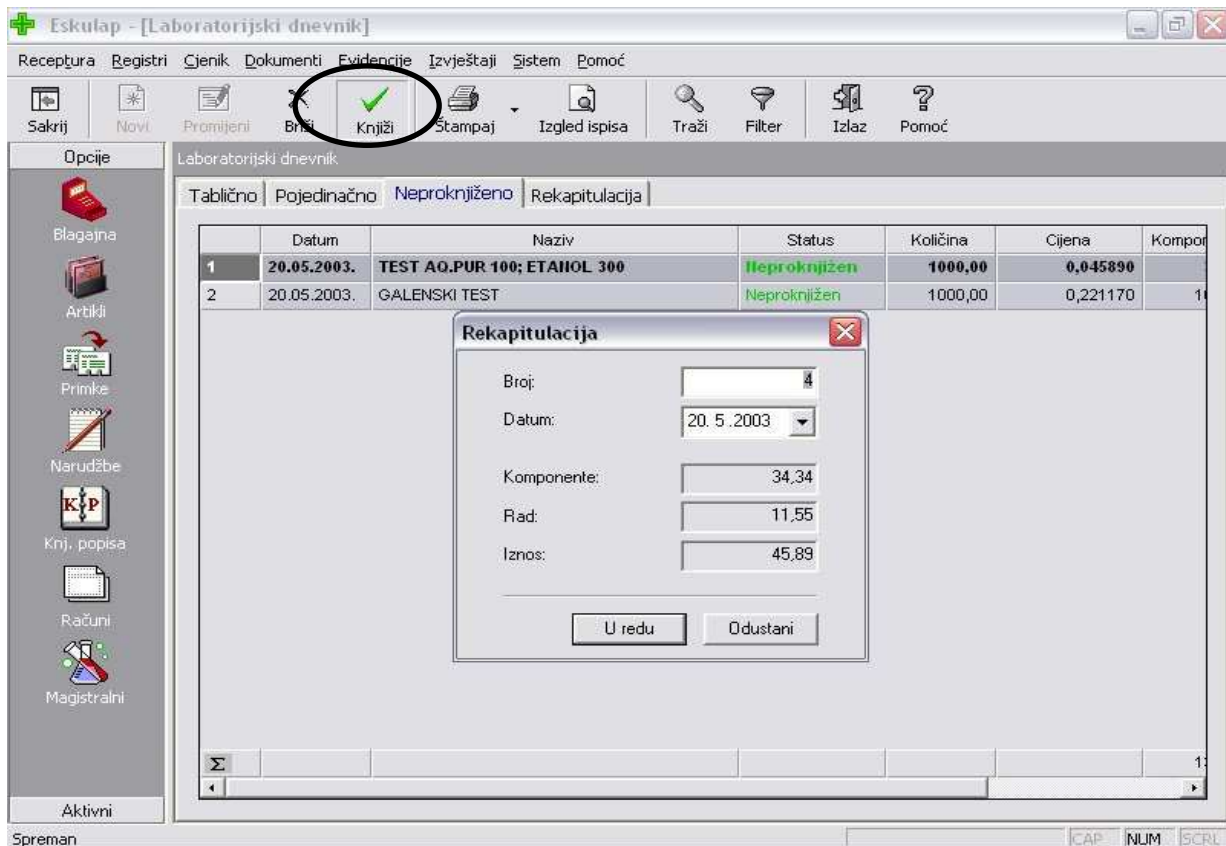 Eskulap - [Laboratorijski dnevnik]
Receptura Registri Cjenik Dokumenti Evidencije Izvještaji Sistem Pomoć
Sakrij Novi Promijeni Briši Knjiži Štampaj Izgled ispisa Traži Filter Izlaz Pomoć
Opcije
Laboratorijski dnevnik
Tablično Pojedinačno Neproknjiženo Rekapitulacija
Blagajna
Artikli
Primke
Narudžbe
K P
Knj. popisa
Računi
Magistralni
Aktivni
Datum Naziv Status Količina Cijena
1 20.05.2003. TEST AQ.PUR 100; ETANOL 300 Neproknjižen 1000,00 0,045890
2 20.05.2003. GALENSKI TEST Neproknjižen 1000,00 0,221170
Rekapitulacija
Broj: 4
Datum: 20. 5 .2003
Komponente: 34,34
Rad: 11,55
Iznos: 45,89
U redu Odustani
Σ
Spreman CAP NUM SCRL